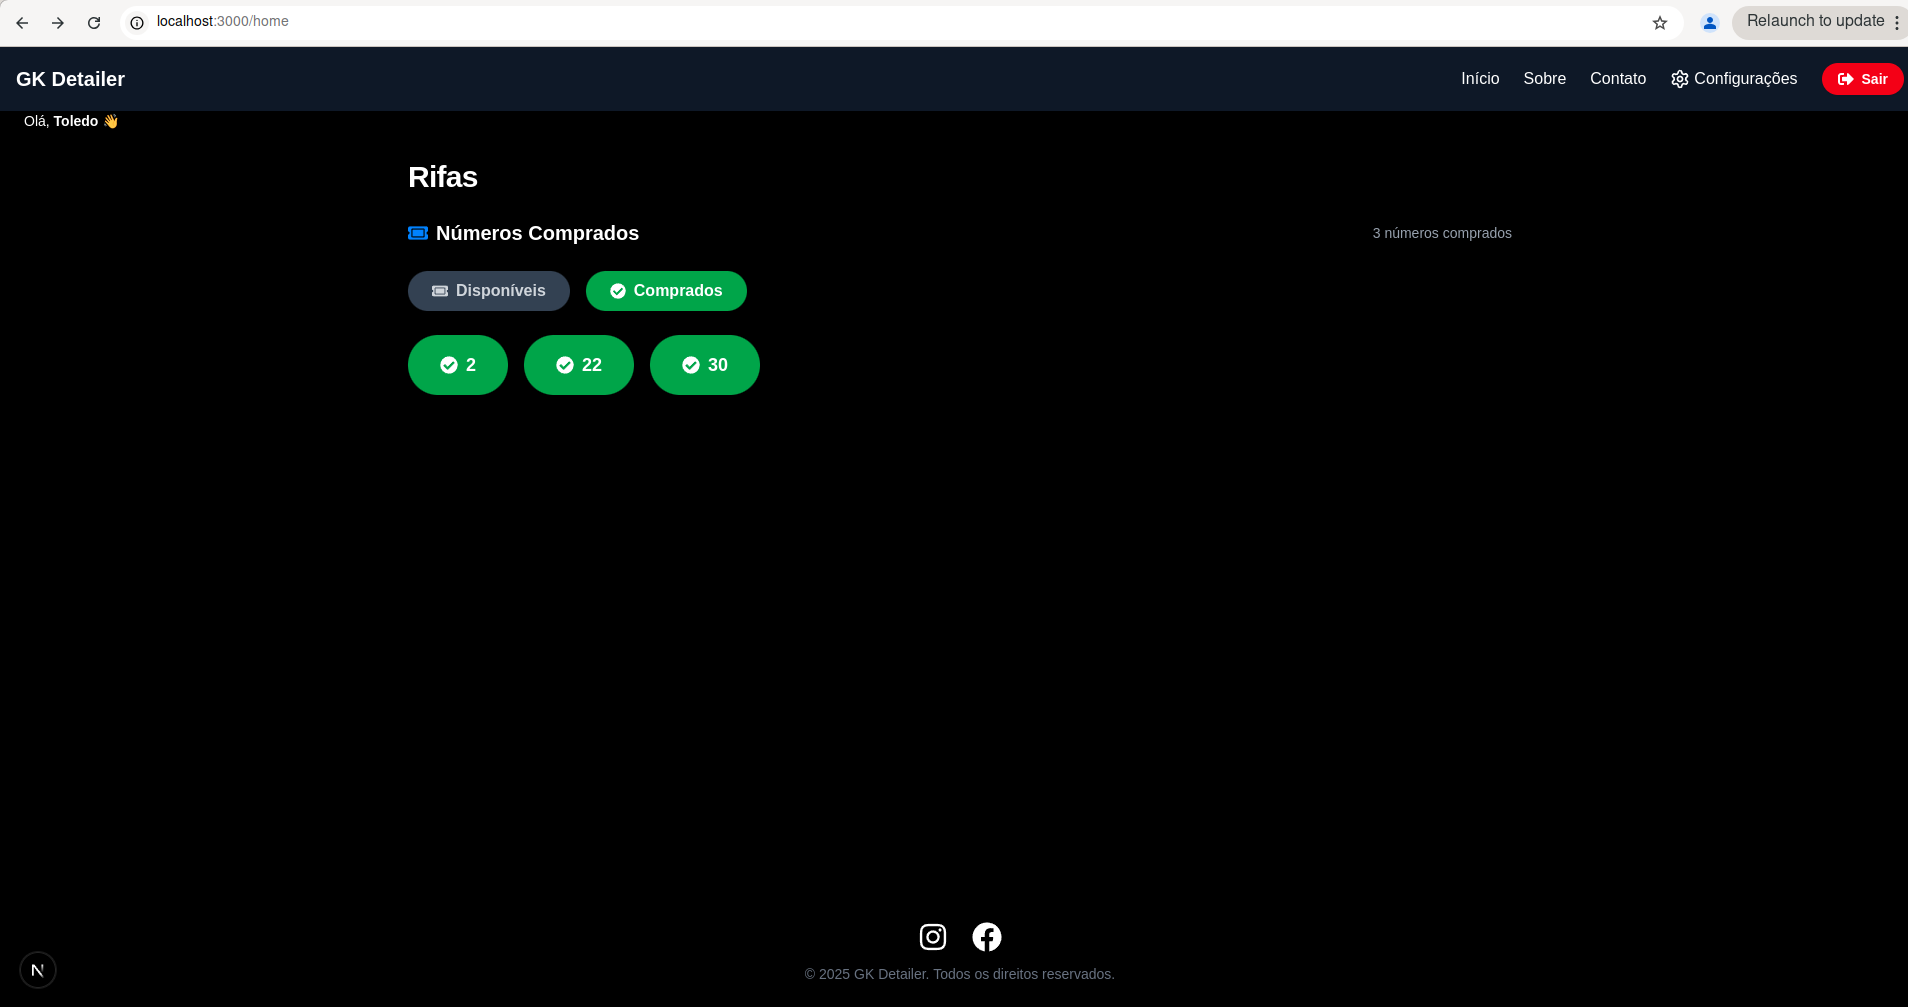 localhost:3000/home
Relaunch to update
GK Detailer
Início Sobre Contato Configurações Sair
Olá, Toledo 👋
Rifas
Números Comprados
3 números comprados
Disponíveis Comprados
2 22 30
N
© 2025 GK Detailer. Todos os direitos reservados.